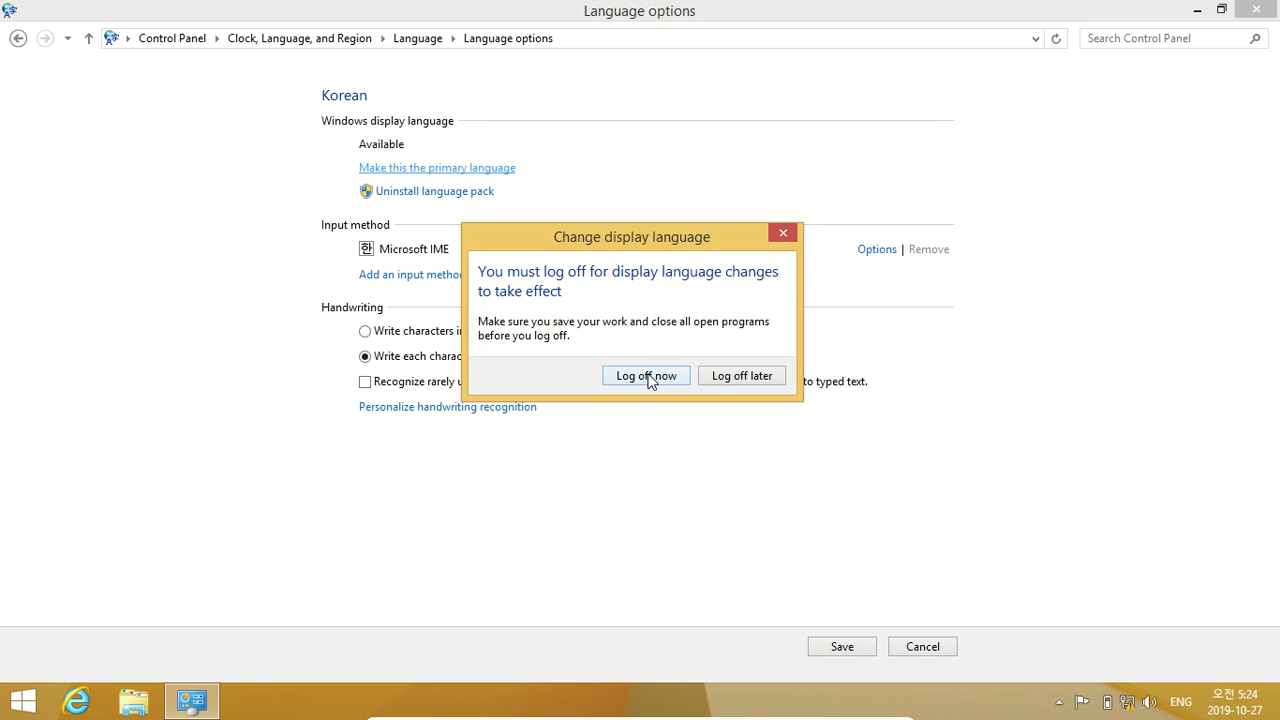 Language options
Control Panel
Clock, Language, and Region
Language
Language options
Search Control Panel
Korean
Windows display language
Available
Make this the primary language
Uninstall language pack
Input method
한 Microsoft IME
Options | Remove
Add an input metho
Handwriting
Write characters i
Write each charac
Recognize rarely u
to typed text.
Personalize handwriting recognition
Change display language
You must log off for display language changes
to take effect
Make sure you save your work and close all open programs
before you log off.
Log off now
Log off later
Save
Cancel
ENG
오전 5:24
2019-10-27